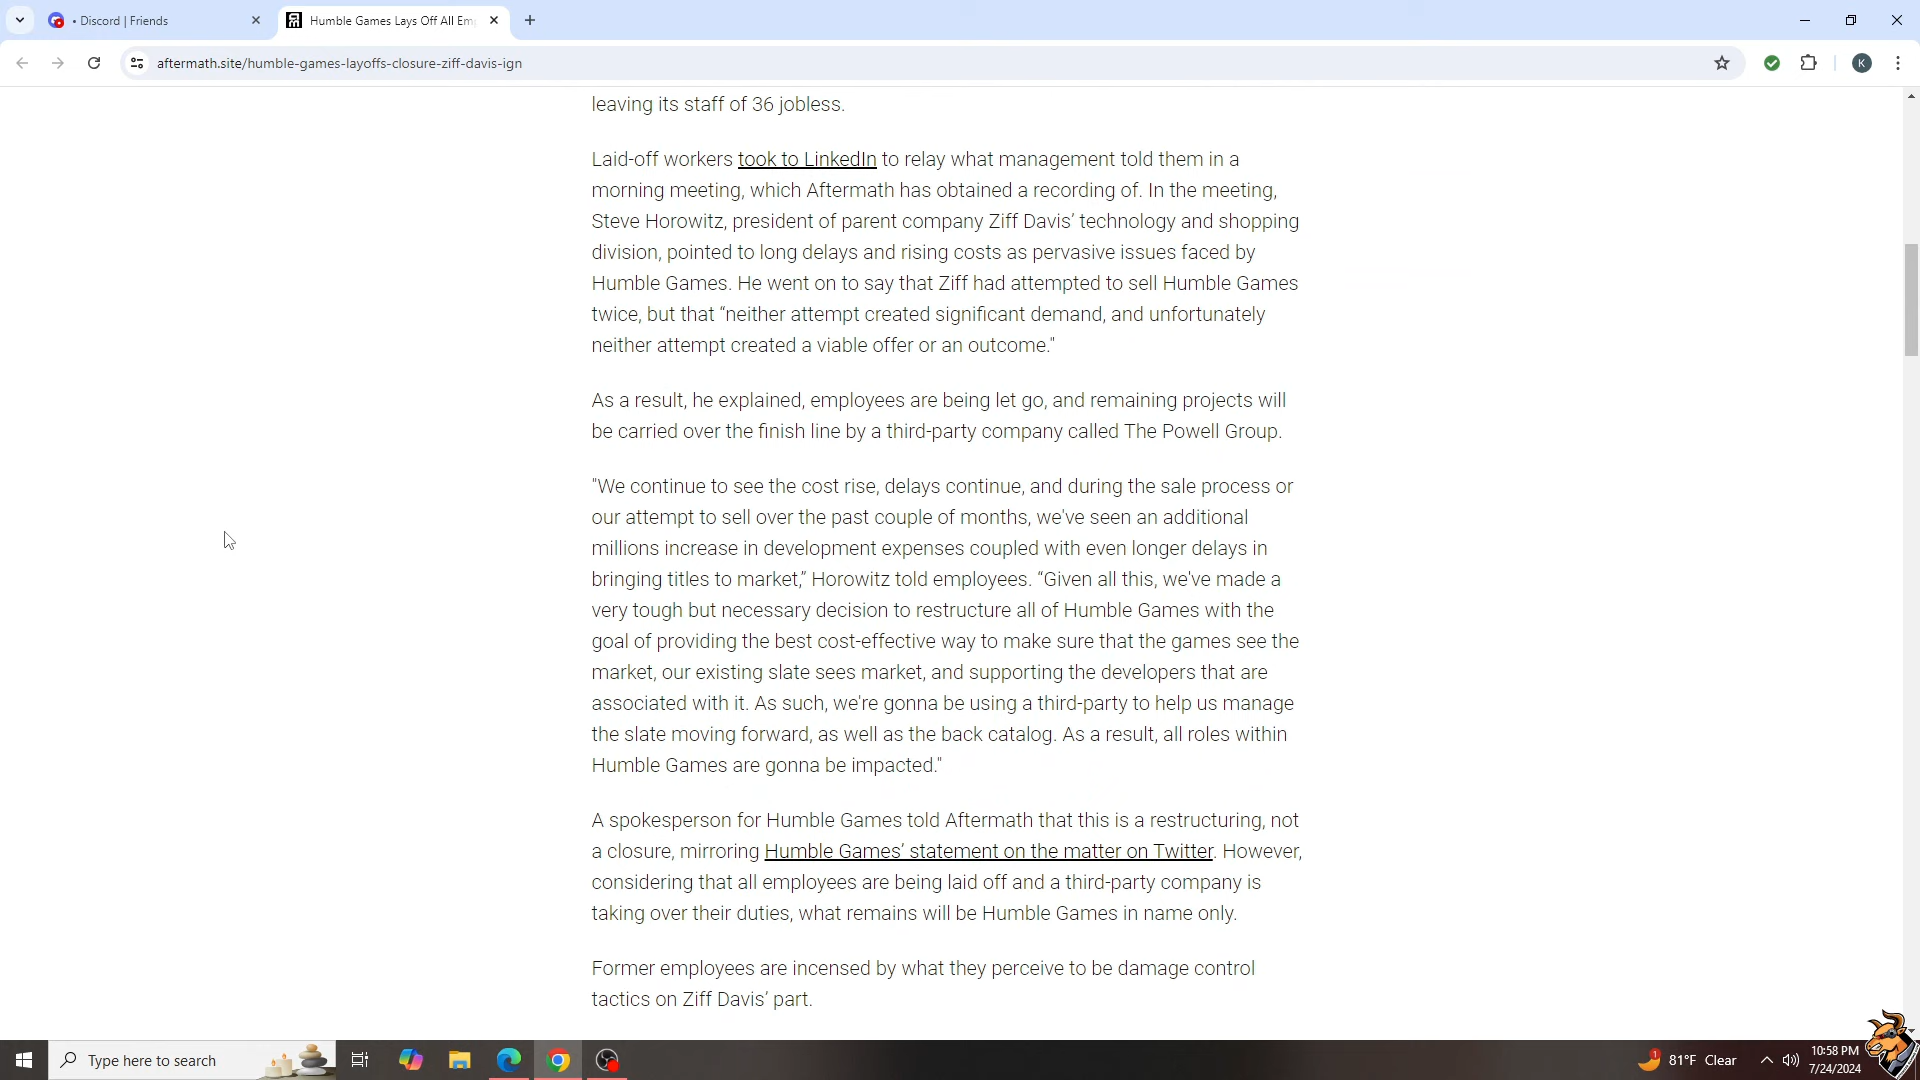 • Discord | Friends
Humble Games Lays Off All Em
aftermath.site/humble-games-layoffs-closure-ziff-davis-ign
K
leaving its staff of 36 jobless.
Laid-off workers took to LinkedIn to relay what management told them in a
morning meeting, which Aftermath has obtained a recording of. In the meeting,
Steve Horowitz, president of parent company Ziff Davis’ technology and shopping
division, pointed to long delays and rising costs as pervasive issues faced by
Humble Games. He went on to say that Ziff had attempted to sell Humble Games
twice, but that “neither attempt created significant demand, and unfortunately
neither attempt created a viable offer or an outcome."
As a result, he explained, employees are being let go, and remaining projects will
be carried over the finish line by a third-party company called The Powell Group.
"We continue to see the cost rise, delays continue, and during the sale process or
our attempt to sell over the past couple of months, we've seen an additional
millions increase in development expenses coupled with even longer delays in
bringing titles to market,” Horowitz told employees. “Given all this, we've made a
very tough but necessary decision to restructure all of Humble Games with the
goal of providing the best cost-effective way to make sure that the games see the
market, our existing slate sees market, and supporting the developers that are
associated with it. As such, we're gonna be using a third-party to help us manage
the slate moving forward, as well as the back catalog. As a result, all roles within
Humble Games are gonna be impacted."
A spokesperson for Humble Games told Aftermath that this is a restructuring, not
a closure, mirroring Humble Games’ statement on the matter on Twitter. However,
considering that all employees are being laid off and a third-party company is
taking over their duties, what remains will be Humble Games in name only.
Former employees are incensed by what they perceive to be damage control
tactics on Ziff Davis’ part.
Type here to search
1
81°F Clear
10:58 PM
7/24/2024